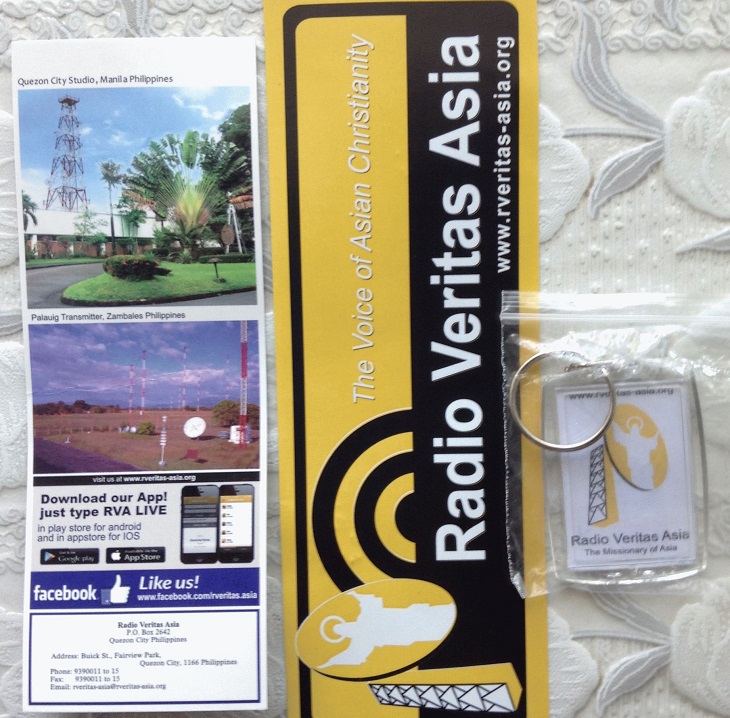 Quezon City Studio, Manila Philippines
Palauig Transmitter, Zambales Philippines
visit us at www.rveritas-asia.org
Download our App!
just type RVA LIVE
in play store for android
and in appstore for IOS
Google play
App Store
facebook
Like us!
www.facebook.com/rveritas.asia
Radio Veritas Asia
P.O. Box 2642
Quezon City Philippines
Address: Buick St., Fairview Park,
Quezon City, 1166 Philippines
Phone: 9390011 to 15
Fax: 9390011 to 15
Email: rveritas-asia@rveritas-asia.org
The Voice of Asian Christianity
Radio Veritas Asia
www.rveritas-asia.org
www.rveritas-asia.org
Radio Veritas Asia
The Missionary of Asia